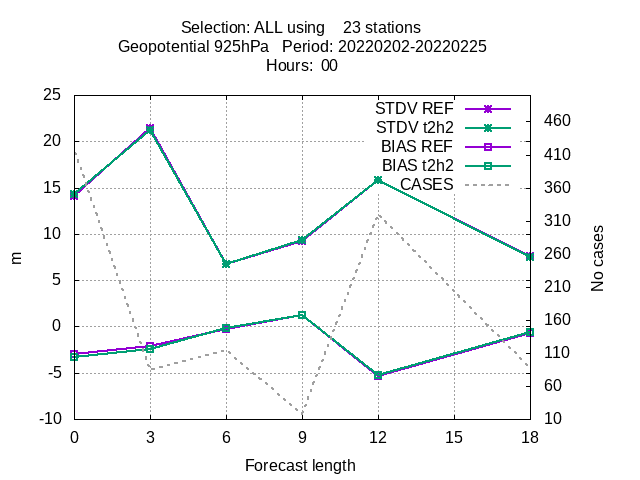 Selection: ALL using    23 stations
Geopotential 925hPa   Period: 20220202-20220225
Hours:  00
25
20
15
10
5
0
-5
-10
m
STDV REF
STDV t2h2
BIAS REF
BIAS t2h2
CASES
460
410
360
310
260
210
160
110
60
10
No cases
0 3 6 9 12 15 18
Forecast length